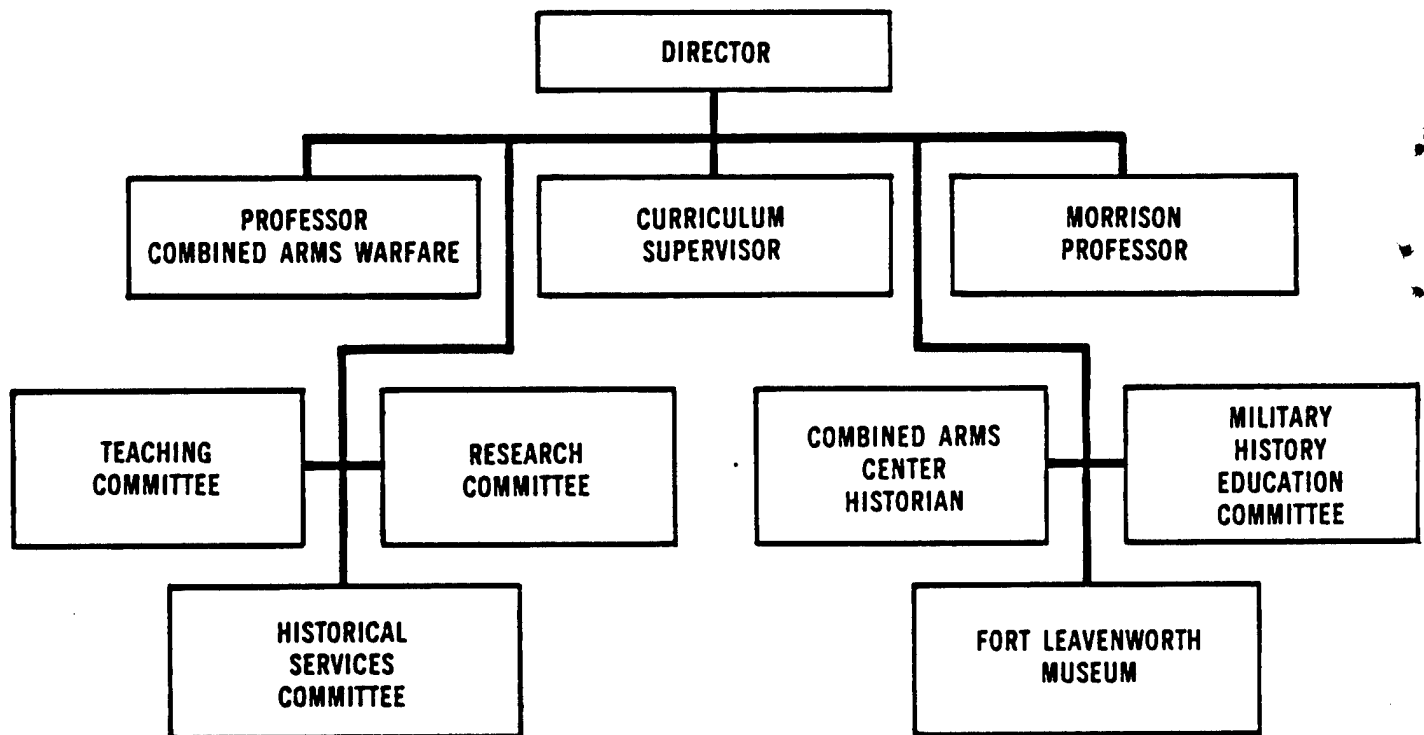 DIRECTOR
PROFESSOR
COMBINED ARMS WARFARE
CURRICULUM
SUPERVISOR
MORRISON
PROFESSOR
TEACHING
COMMITTEE
RESEARCH
COMMITTEE
COMBINED ARMS
CENTER
HISTORIAN
MILITARY
HISTORY
EDUCATION
COMMITTEE
HISTORICAL
SERVICES
COMMITTEE
FORT LEAVENWORTH
MUSEUM